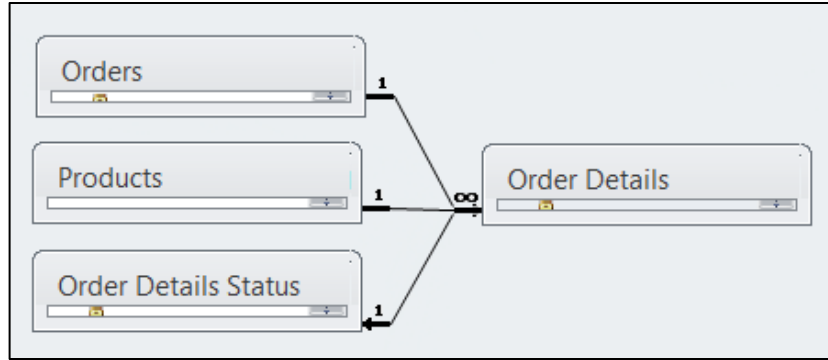 Orders
1
Products
1
∞
Order Details
Order Details Status
1